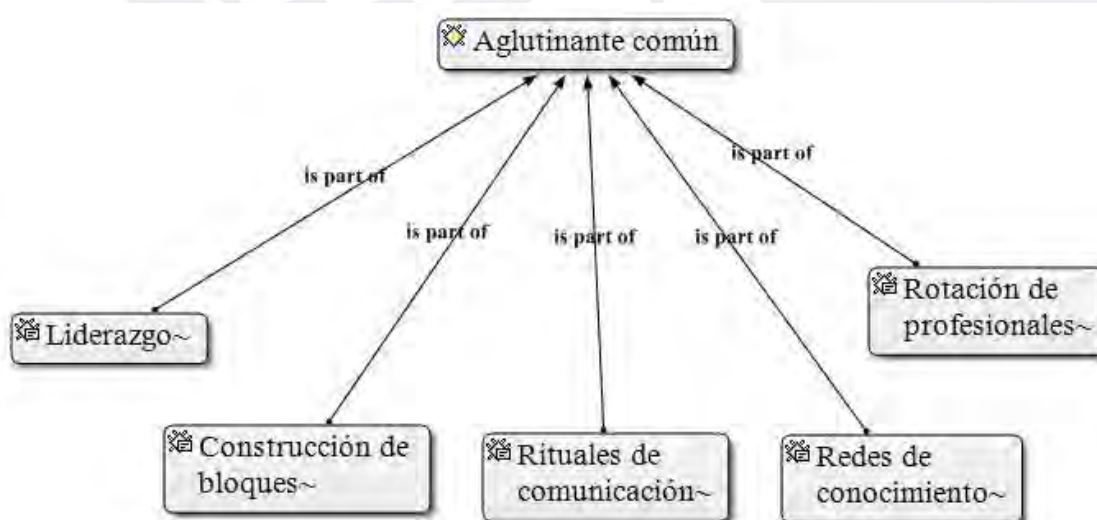 Aglutinante común
is part of
is part of
is part of
is part of
is part of
Rotación de
profesionales~
Liderazgo~
Construcción de
bloques~
Rituales de
comunicación~
Redes de
conocimiento~